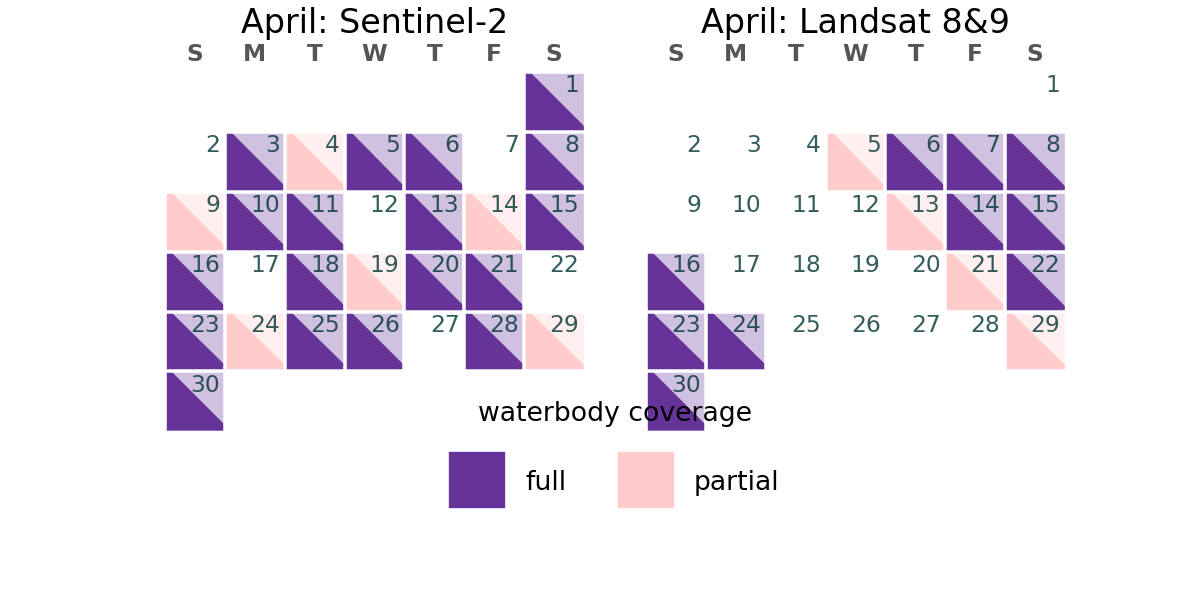 April: Sentinel-2
S M T W T F S
1
2 3 4 5 6 7 8
9 10 11 12 13 14 15
16 17 18 19 20 21 22
23 24 25 26 27 28 29
30
April: Landsat 8&9
S M T W T F S
1
2 3 4 5 6 7 8
9 10 11 12 13 14 15
16 17 18 19 20 21 22
23 24 25 26 27 28 29
30
waterbody coverage
full
partial